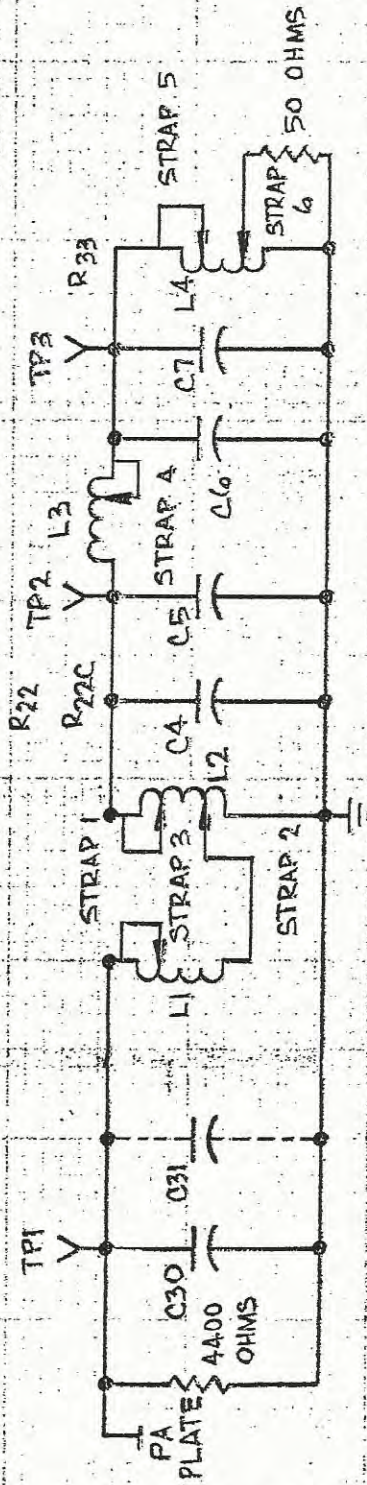 TP1
PA
PLATE
4400
OHMS
C30
C31
L1
STRAP 1
STRAP 3
STRAP 2
L2
R22
R22C
C4
TP2
C5
L3
STRAP 4
C6
TP3
C7
R33
L4
STRAP 5
STRAP
6
50 OHMS